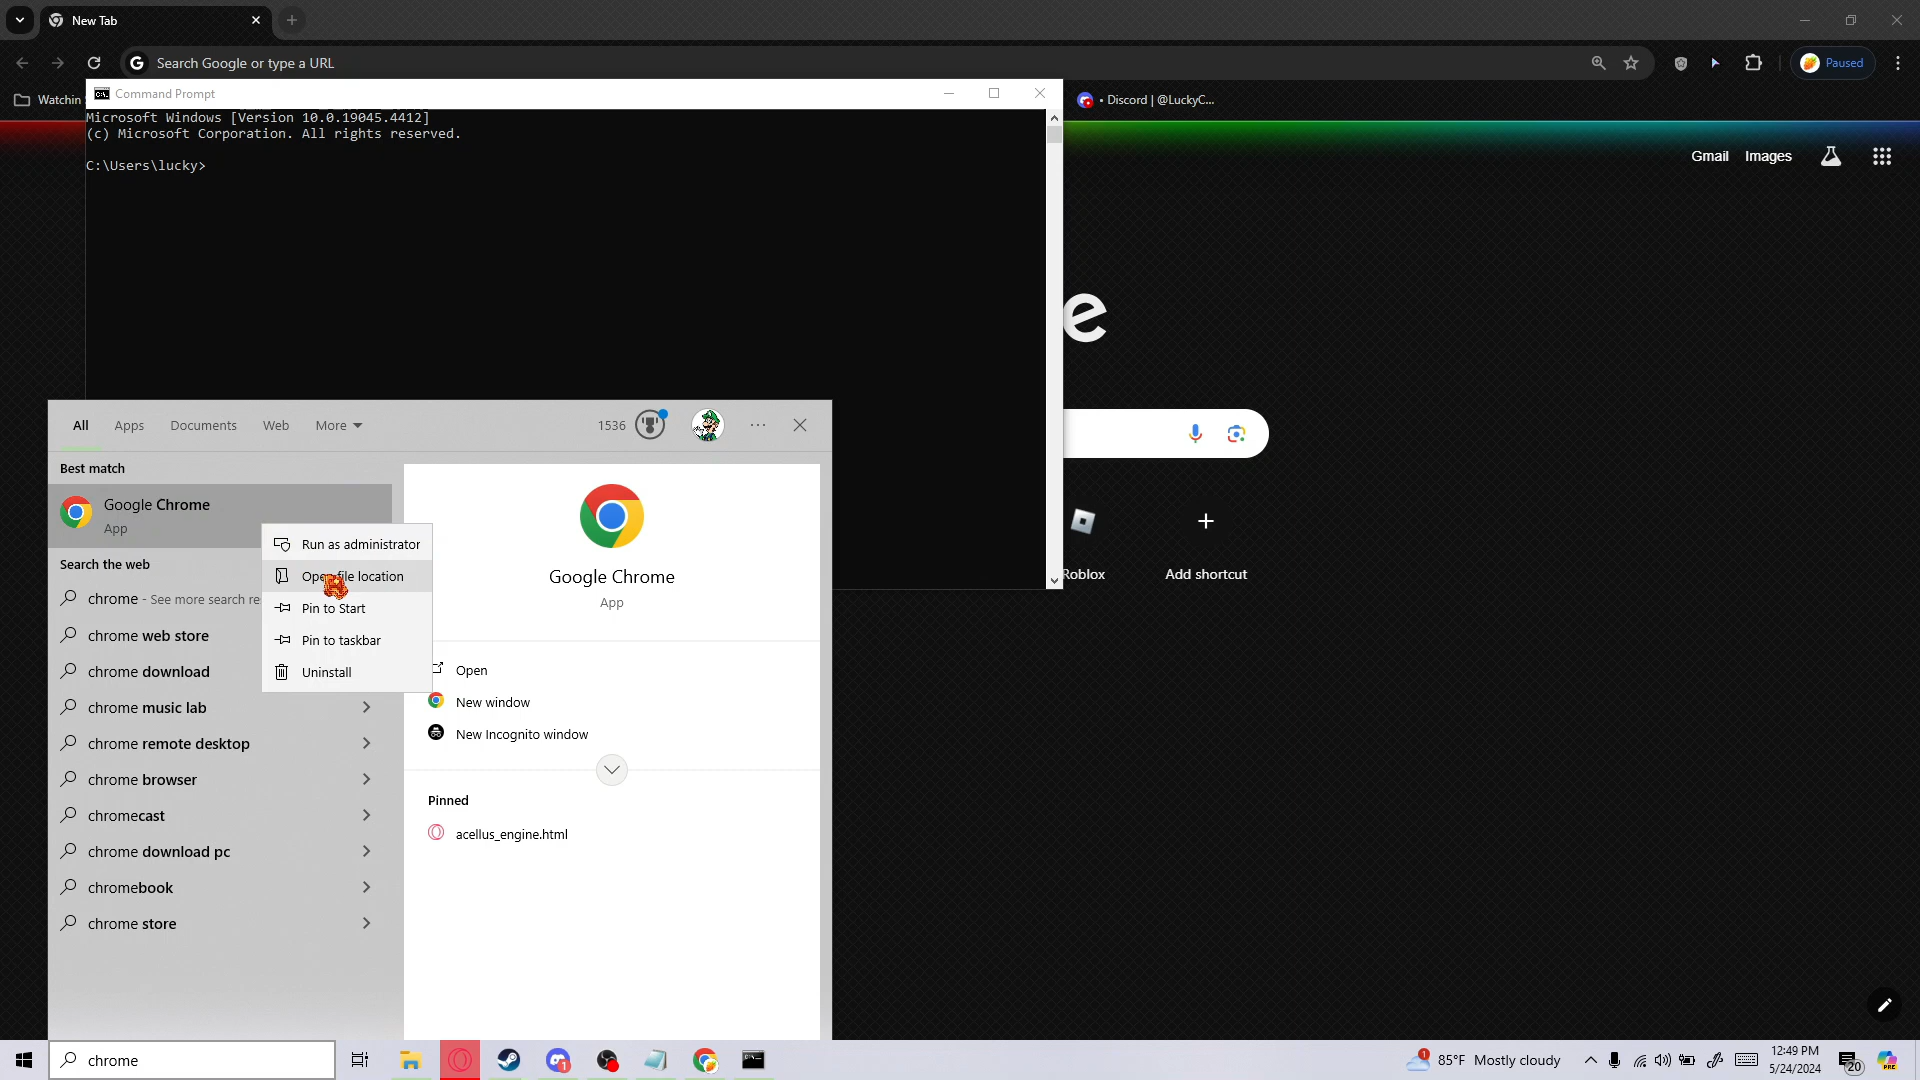 New Tab
Search Google or type a URL
Paused
Watchin
Command Prompt
• Discord | @LuckyC...
Microsoft Windows [Version 10.0.19045.4412]
(c) Microsoft Corporation. All rights reserved.
C:\Users\lucky>
Gmail
Images
e
All
Apps
Documents
Web
More
1536
Best match
Google Chrome
App
Run as administrator
Open file location
Pin to Start
Pin to taskbar
Uninstall
Search the web
chrome - See more search re
chrome web store
chrome download
chrome music lab
chrome remote desktop
chrome browser
chromecast
chrome download pc
chromebook
chrome store
Google Chrome
App
Open
New window
New Incognito window
Pinned
acellus_engine.html
Roblox
Add shortcut
chrome
1
1
85°F Mostly cloudy
12:49 PM
5/24/2024
20
PRE